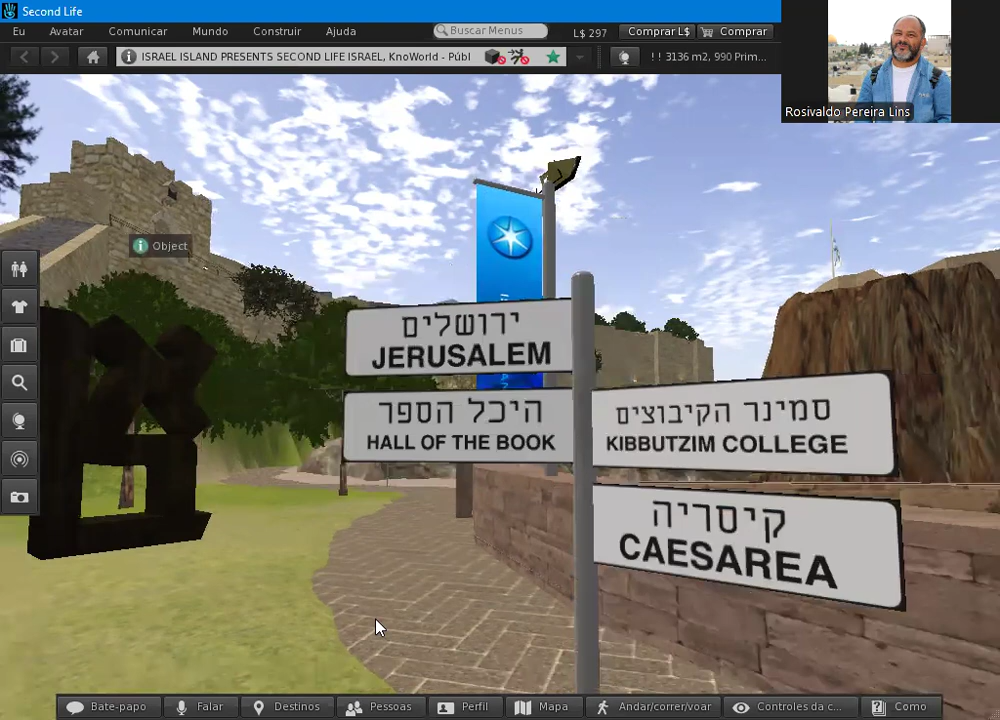 Second Life
Eu Avatar Comunicar Mundo Construir Ajuda
Buscar Menus
L$ 297
Comprar L$
Comprar
ISRAEL ISLAND PRESENTS SECOND LIFE ISRAEL, KnoWorld - Públ
!! 3136 m2, 990 Prim...
Rosivaldo Pereira Lins
Object
ירושלים
JERUSALEM
היכל הספר
HALL OF THE BOOK
סמינר הקיבוצים
KIBBUTZIM COLLEGE
קיסריה
CAESAREA
Bate-papo Falar Destinos Pessoas Perfil Mapa Andar/correr/voar Controles da c... Como